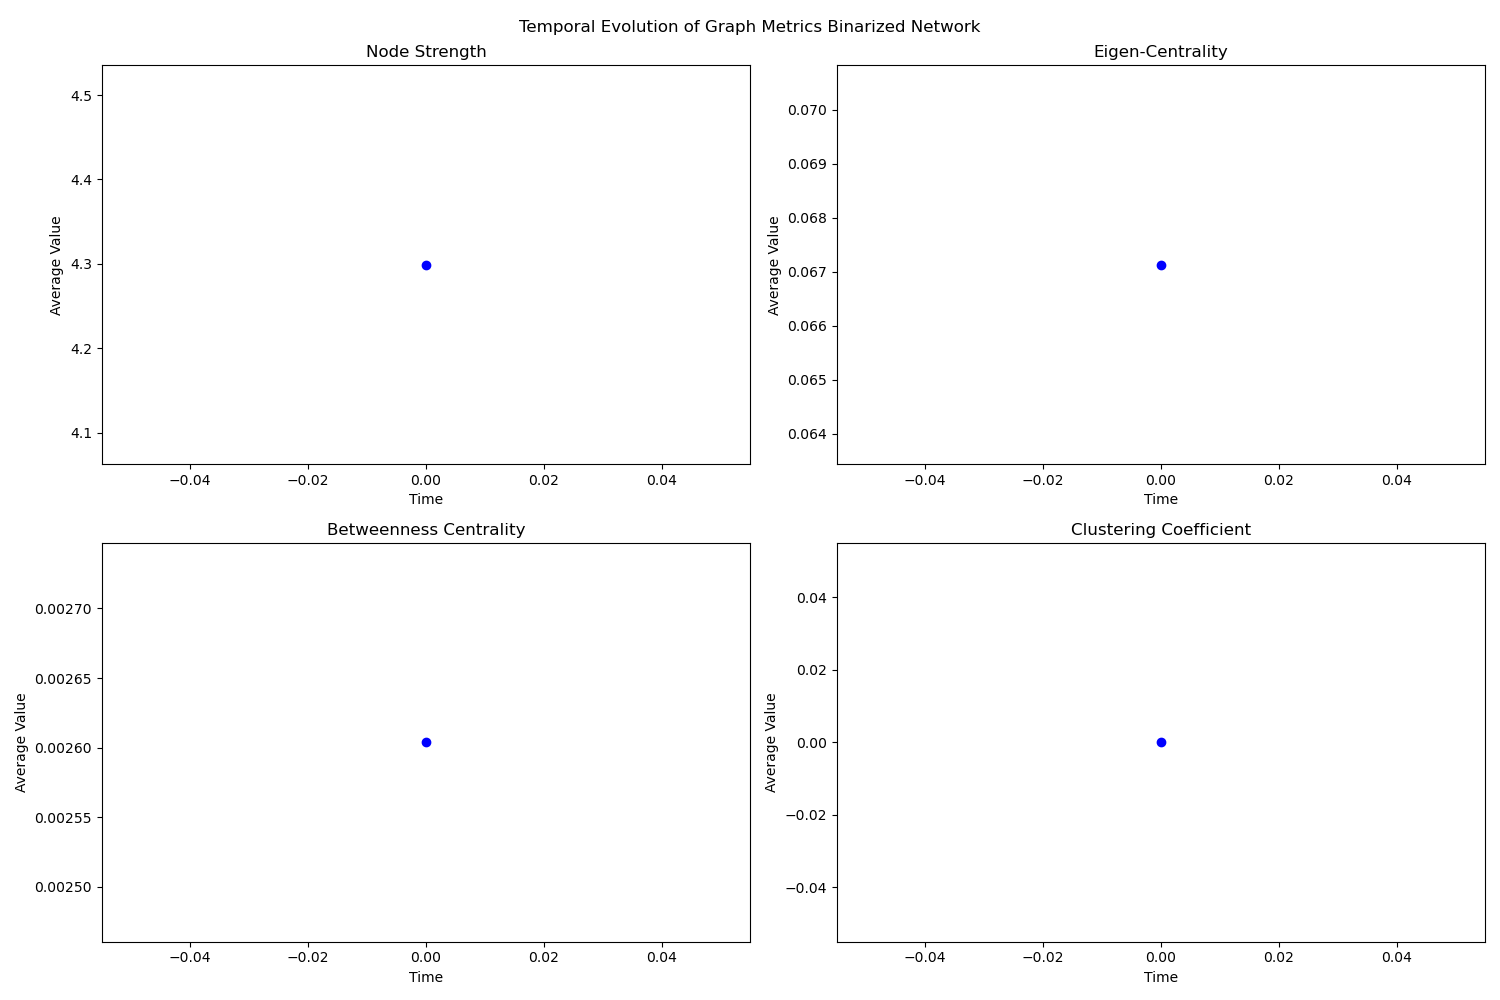 Temporal Evolution of Graph Metrics Binarized Network
Node Strength
Average Value
4.5
4.4
4.3
4.2
4.1
−0.04 −0.02 0.00 0.02 0.04
Time
Eigen-Centrality
Average Value
0.070
0.069
0.068
0.067
0.066
0.065
0.064
−0.04 −0.02 0.00 0.02 0.04
Time
Betweenness Centrality
Average Value
0.00270
0.00265
0.00260
0.00255
0.00250
−0.04 −0.02 0.00 0.02 0.04
Time
Clustering Coefficient
Average Value
0.04
0.02
0.00
−0.02
−0.04
−0.04 −0.02 0.00 0.02 0.04
Time